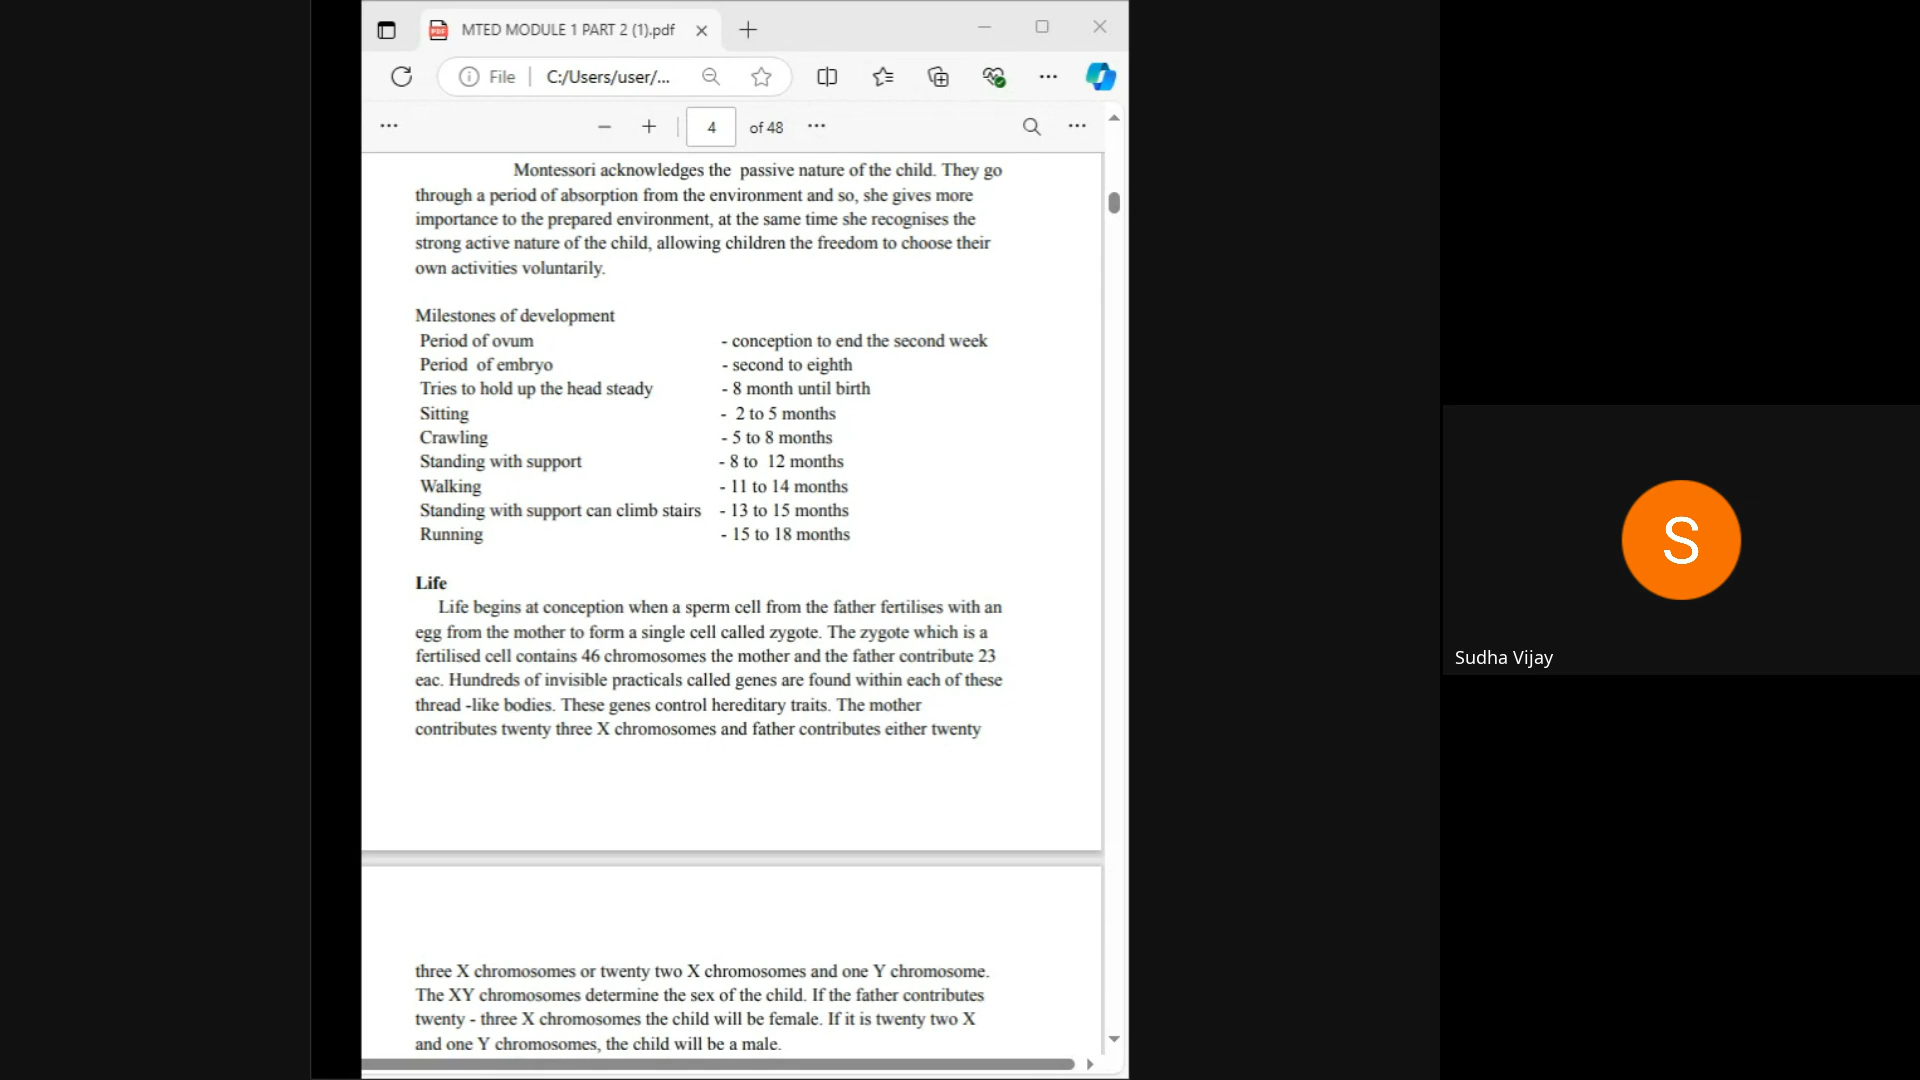 MTED MODULE 1 PART 2 (1).pdf
File
C:/Users/user/...
4 of 48
Montessori acknowledges the passive nature of the child. They go
through a period of absorption from the environment and so, she gives more
importance to the prepared environment, at the same time she recognises the
strong active nature of the child, allowing children the freedom to choose their
own activities voluntarily.
Milestones of development
Period of ovum - conception to end the second week
Period of embryo - second to eighth
Tries to hold up the head steady - 8 month until birth
Sitting - 2 to 5 months
Crawling - 5 to 8 months
Standing with support - 8 to 12 months
Walking - 11 to 14 months
Standing with support can climb stairs - 13 to 15 months
Running - 15 to 18 months
Life
Life begins at conception when a sperm cell from the father fertilises with an
egg from the mother to form a single cell called zygote. The zygote which is a
fertilised cell contains 46 chromosomes the mother and the father contribute 23
eac. Hundreds of invisible practicals called genes are found within each of these
thread -like bodies. These genes control hereditary traits. The mother
contributes twenty three X chromosomes and father contributes either twenty
three X chromosomes or twenty two X chromosomes and one Y chromosome.
The XY chromosomes determine the sex of the child. If the father contributes
twenty - three X chromosomes the child will be female. If it is twenty two X
and one Y chromosomes, the child will be a male.
S
Sudha Vijay